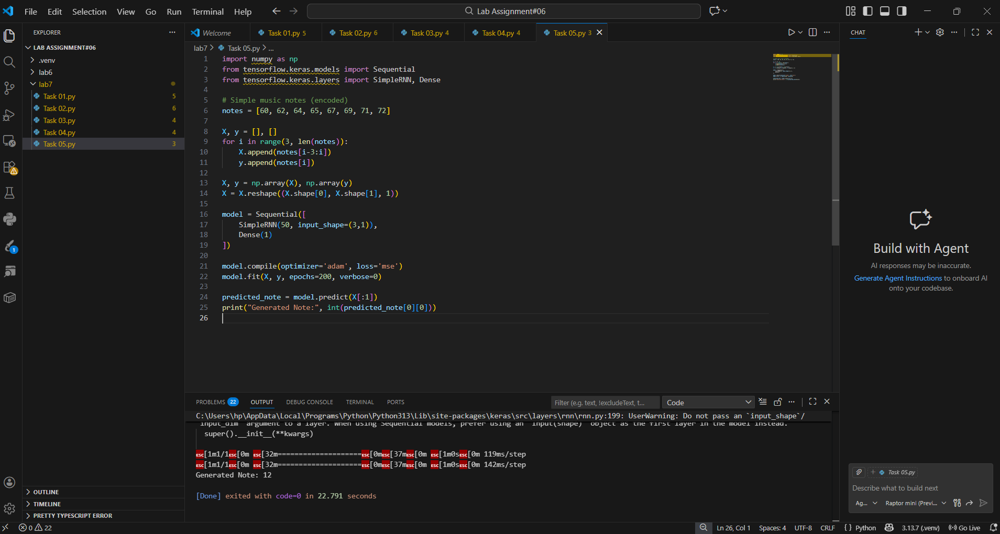 File Edit Selection View Go Run Terminal Help
Lab Assignment#06
EXPLORER
LAB ASSIGNMENT#06
.venv
lab6
lab7
Task 01.py 5
Task 02.py 6
Task 03.py 4
Task 04.py 4
Task 05.py 3
OUTLINE
TIMELINE
PRETTY TYPESCRIPT ERROR
1
Welcome Task 01.py 5 Task 02.py 6 Task 03.py 4 Task 04.py 4 Task 05.py 3
lab7 > Task 05.py > ...
1 import numpy as np
2 from tensorflow.keras.models import Sequential
3 from tensorflow.keras.layers import SimpleRNN, Dense
4
5 # Simple music notes (encoded)
6 notes = [60, 62, 64, 65, 67, 69, 71, 72]
7
8 X, y = [], []
9 for i in range(3, len(notes)):
10     X.append(notes[i-3:i])
11     y.append(notes[i])
12
13 X, y = np.array(X), np.array(y)
14 X = X.reshape((X.shape[0], X.shape[1], 1))
15
16 model = Sequential([
17     SimpleRNN(50, input_shape=(3,1)),
18     Dense(1)
19 ])
20
21 model.compile(optimizer='adam', loss='mse')
22 model.fit(X, y, epochs=200, verbose=0)
23
24 predicted_note = model.predict(X[:1])
25 print("Generated Note:", int(predicted_note[0][0]))
26
PROBLEMS 22 OUTPUT DEBUG CONSOLE TERMINAL PORTS
Filter (e.g. text, !excludeText, t...
Code
C:\Users\hp\AppData\Local\Programs\Python\Python313\Lib\site-packages\keras\src\layers\rnn\rnn.py:199: UserWarning: Do not pass an `input_shape`/
`input_dim` argument to a layer. When using Sequential models, prefer using an `Input(shape)` object as the first layer in the model instead.
super().__init__(**kwargs)
ESC[1m1/1ESC[0m ESC[32m====================ESC[0mESC[37mESC[0m ESC[1m0sESC[0m 119ms/step
ESC[1m1/1ESC[0m ESC[32m====================ESC[0mESC[37mESC[0m ESC[1m0sESC[0m 142ms/step
Generated Note: 12
[Done] exited with code=0 in 22.791 seconds
CHAT
Build with Agent
AI responses may be inaccurate.
Generate Agent Instructions to onboard AI
onto your codebase.
Task 05.py
Describe what to build next
Ag... Raptor mini (Previ...
0 22
Ln 26, Col 1 Spaces: 4 UTF-8 CRLF { } Python 3.13.7 (.venv) Go Live